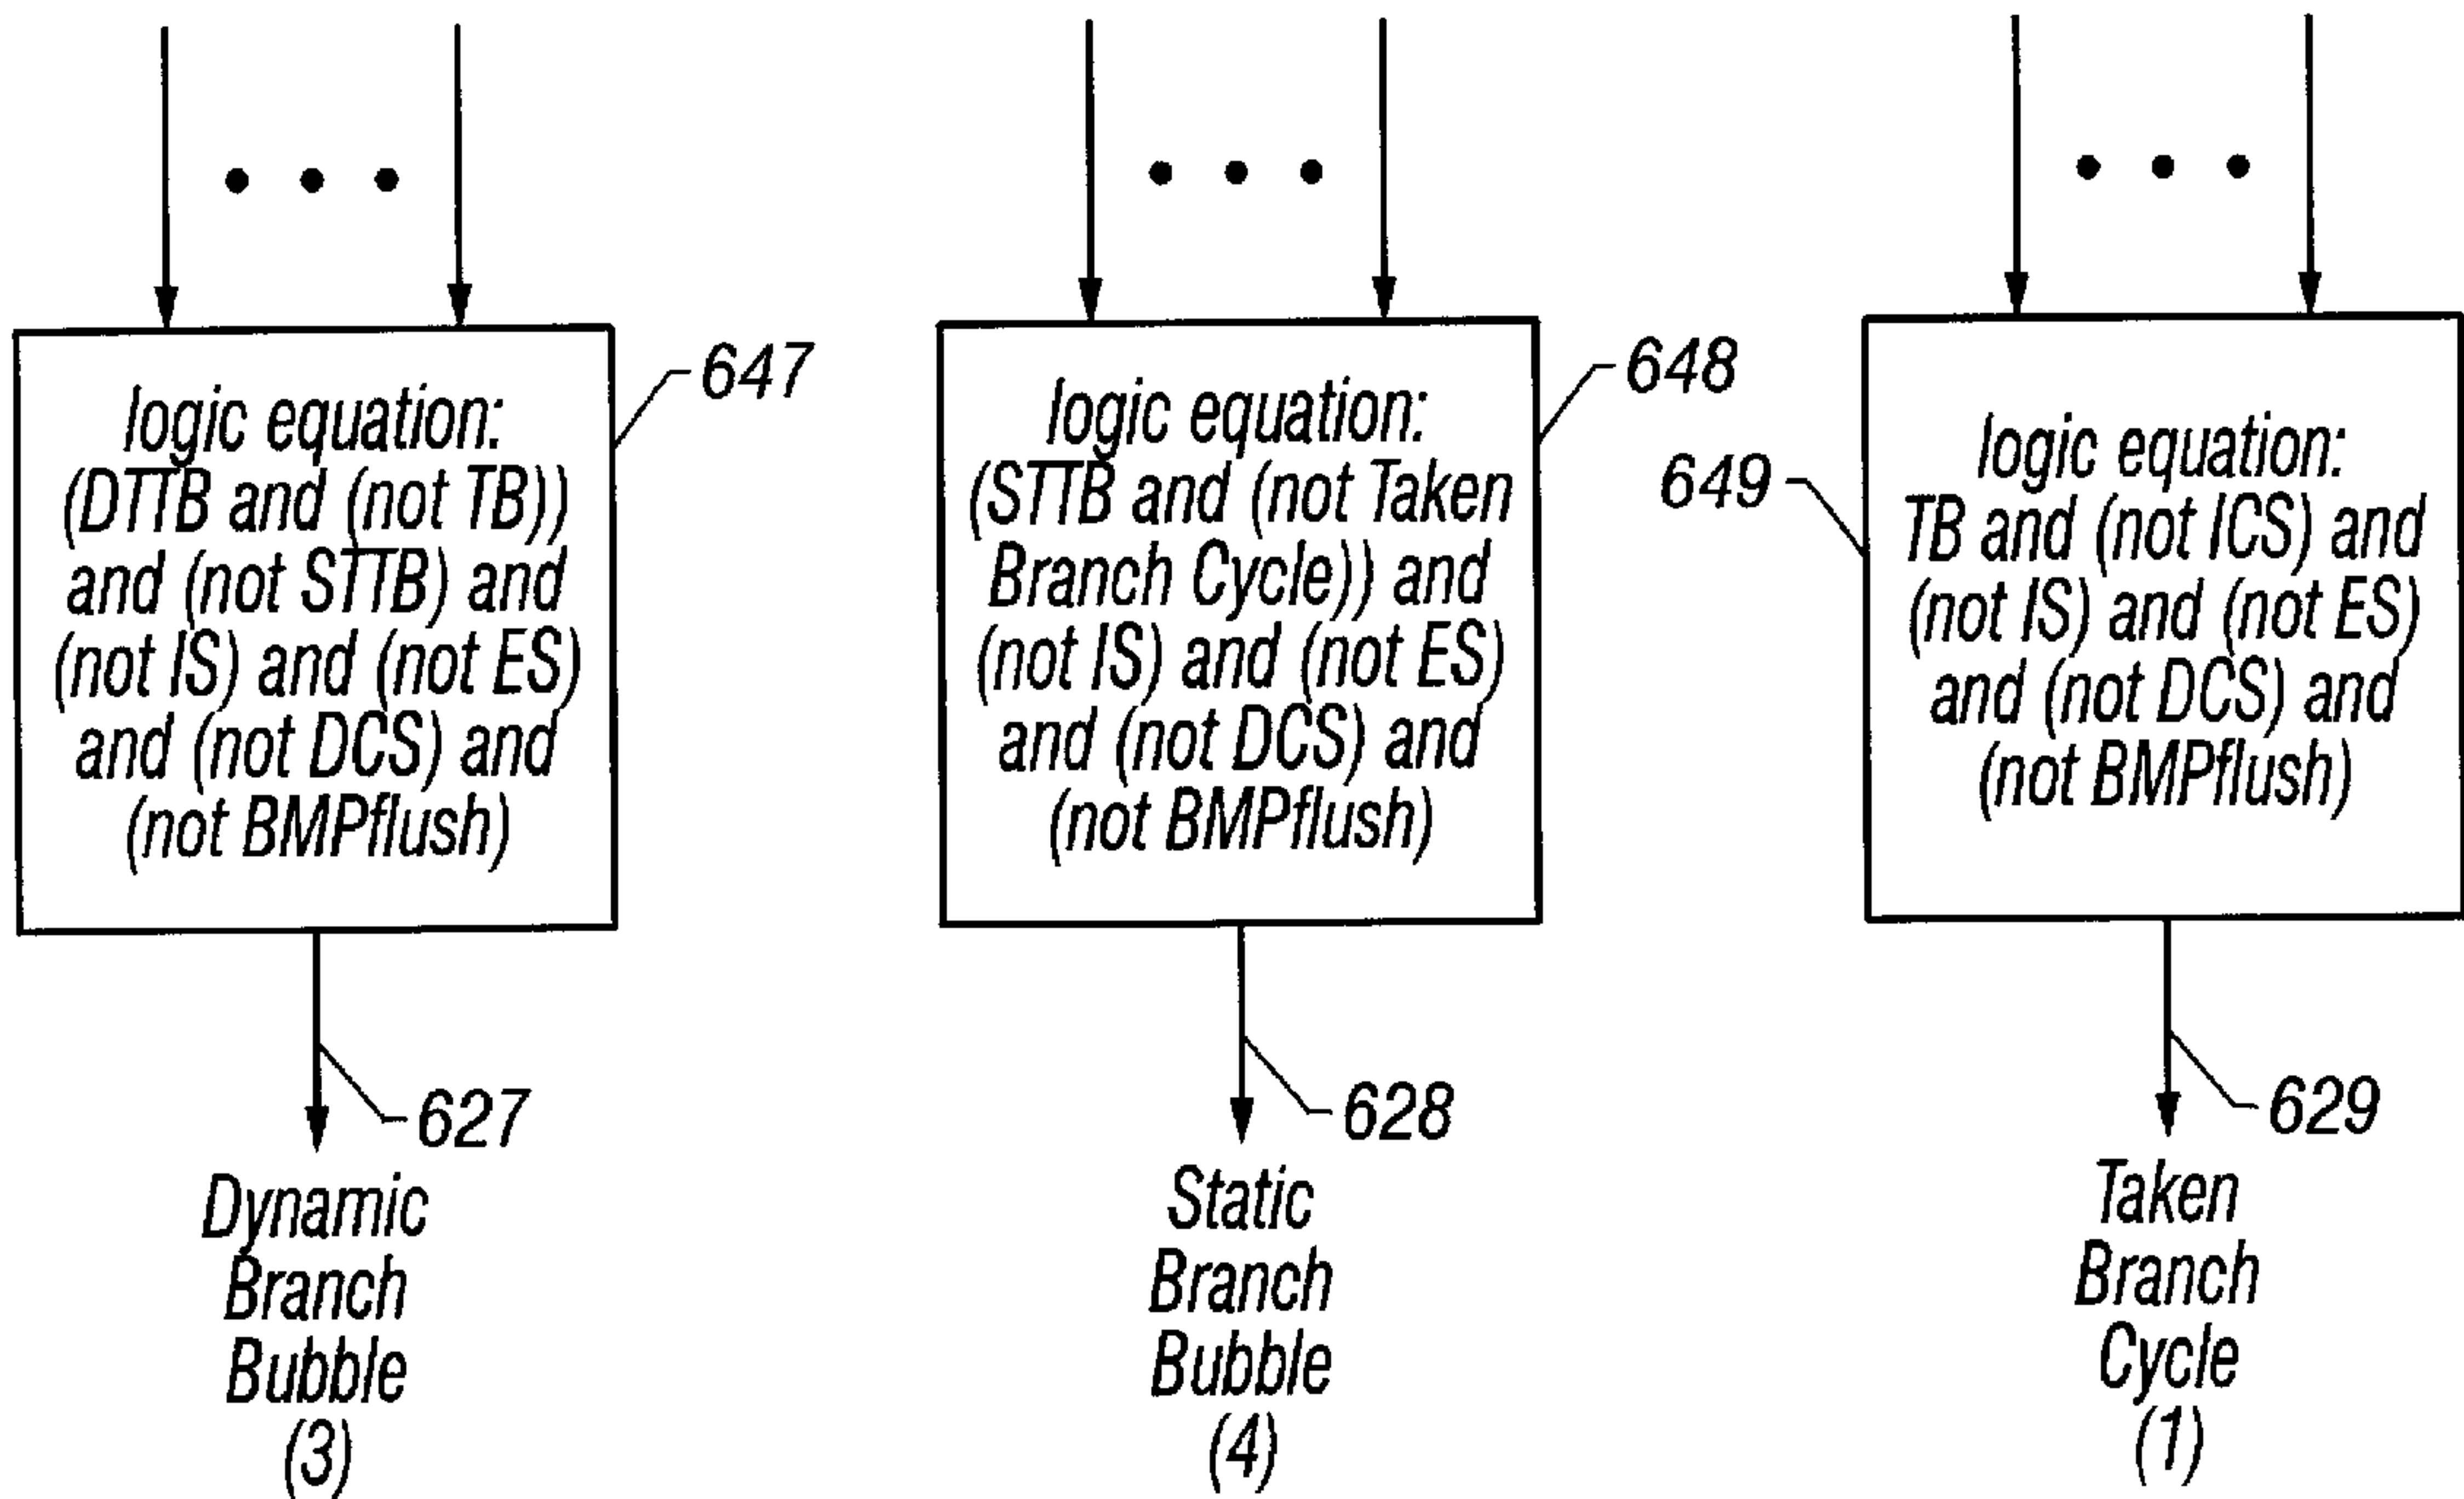 logic equation:
(DTTB and (not TB))
and (not STTB) and
(not IS) and (not ES)
and (not DCS) and
(not BMPflush)
647
627
Dynamic
Branch
Bubble
(3)
logic equation:
(STTB and (not Taken
Branch Cycle)) and
(not IS) and (not ES)
and (not DCS) and
(not BMPflush)
648
628
Static
Branch
Bubble
(4)
649
logic equation:
TB and (not ICS) and
(not IS) and (not ES)
and (not DCS) and
(not BMPflush)
629
Taken
Branch
Cycle
(1)